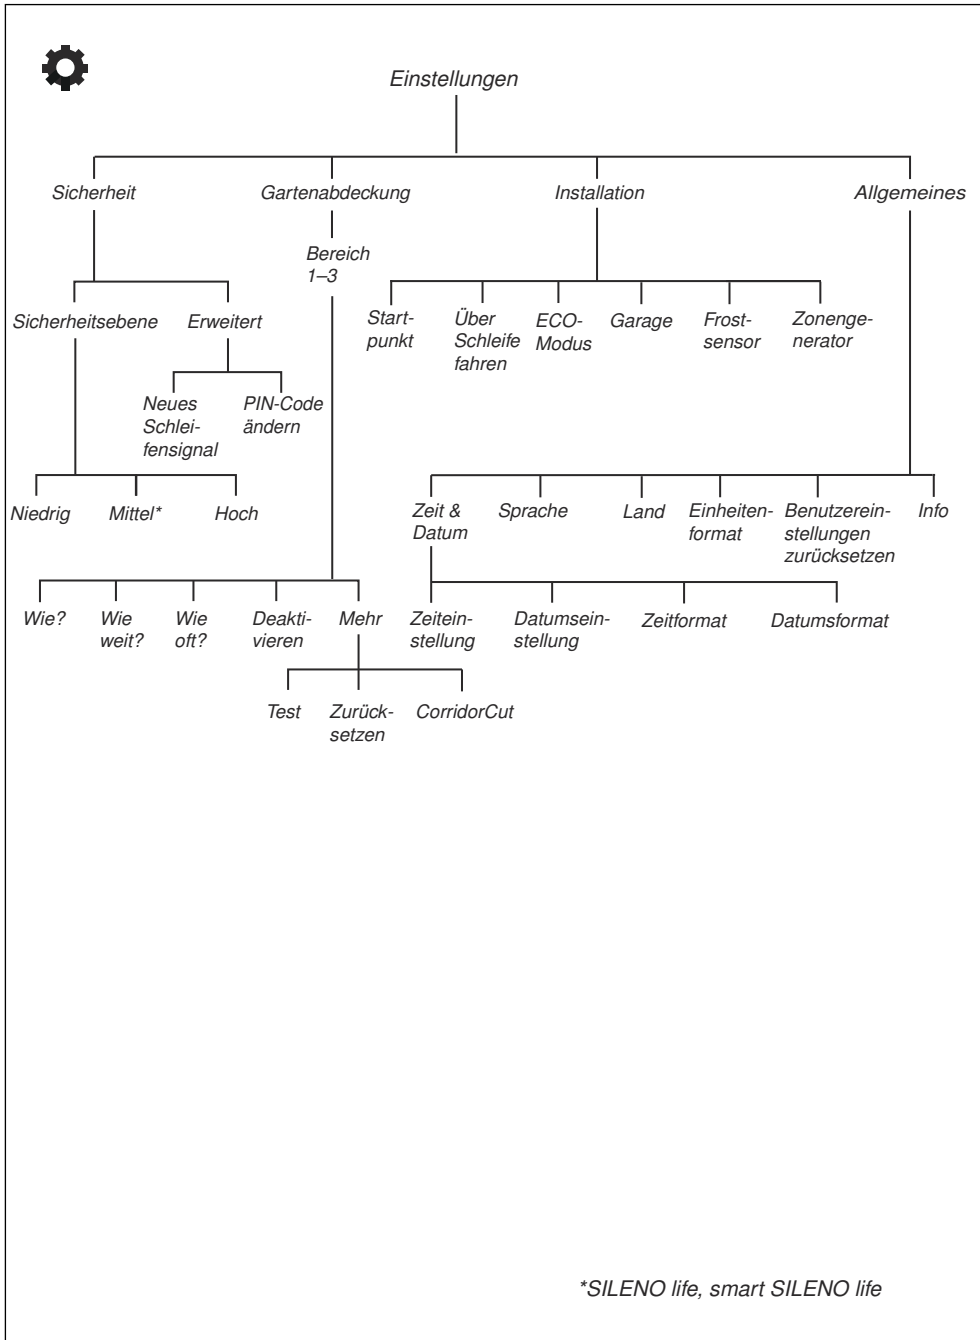 Einstellungen
Sicherheit
Gartenabdeckung
Installation
Allgemeines
Bereich
1–3
Sicherheitsebene
Erweitert
Start-
punkt
Über
Schleife
fahren
ECO-
Modus
Garage
Frost-
sensor
Zonenge-
nerator
Neues
Schlei-
fensignal
PIN-Code
ändern
Niedrig
Mittel*
Hoch
Zeit &
Datum
Sprache
Land
Einheiten-
format
Benutzerein-
stellungen
zurücksetzen
Info
Wie?
Wie
weit?
Wie
oft?
Deakti-
vieren
Mehr
Zeitein-
stellung
Datumsein-
stellung
Zeitformat
Datumsformat
Test
Zurück-
setzen
CorridorCut
*SILENO life, smart SILENO life